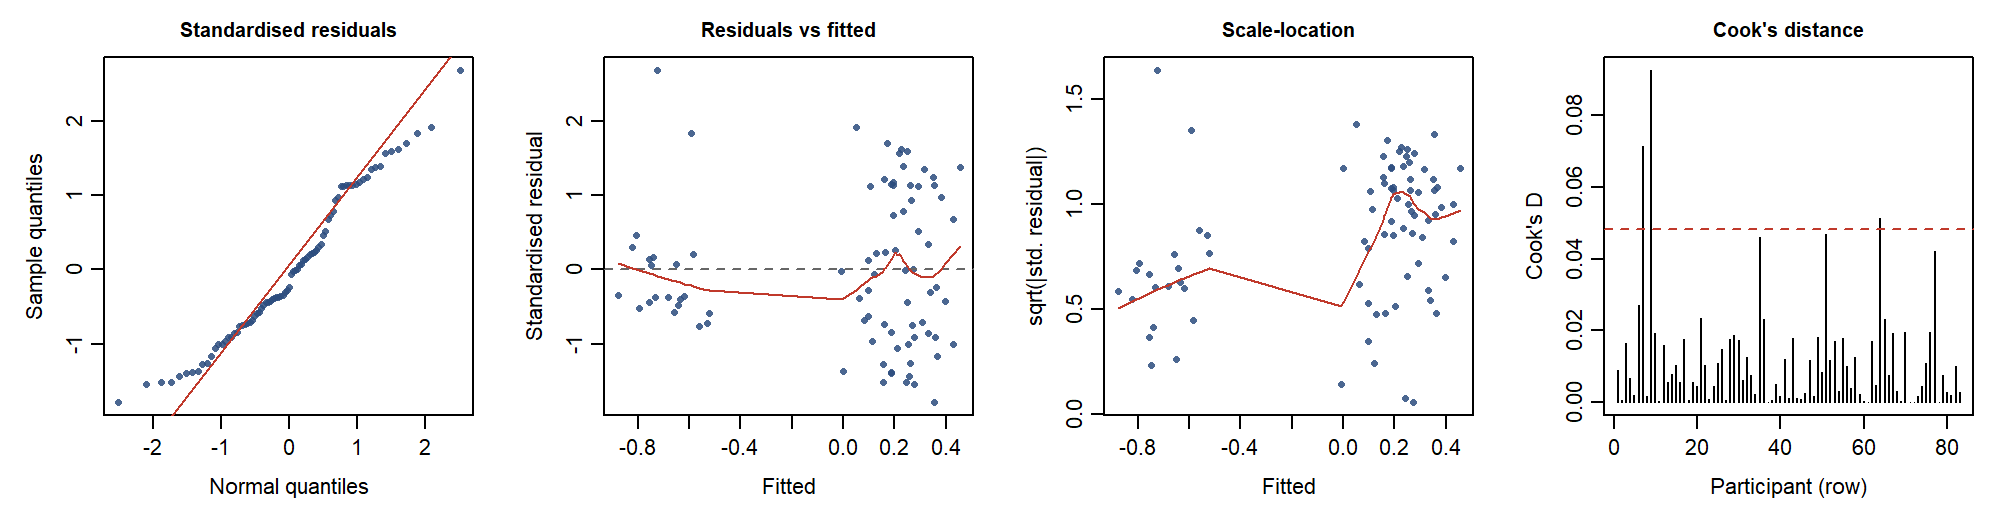 Standardised residuals
Sample quantiles
2
1
0
-1
-2 -1 0 1 2
Normal quantiles
Residuals vs fitted
Standardised residual
2
1
0
-1
-0.8 -0.4 0.0 0.2 0.4
Fitted
Scale-location
sqrt(|std. residual|)
1.5
1.0
0.5
0.0
-0.8 -0.4 0.0 0.2 0.4
Fitted
Cook's distance
Cook's D
0.08
0.06
0.04
0.02
0.00
0 20 40 60 80
Participant (row)